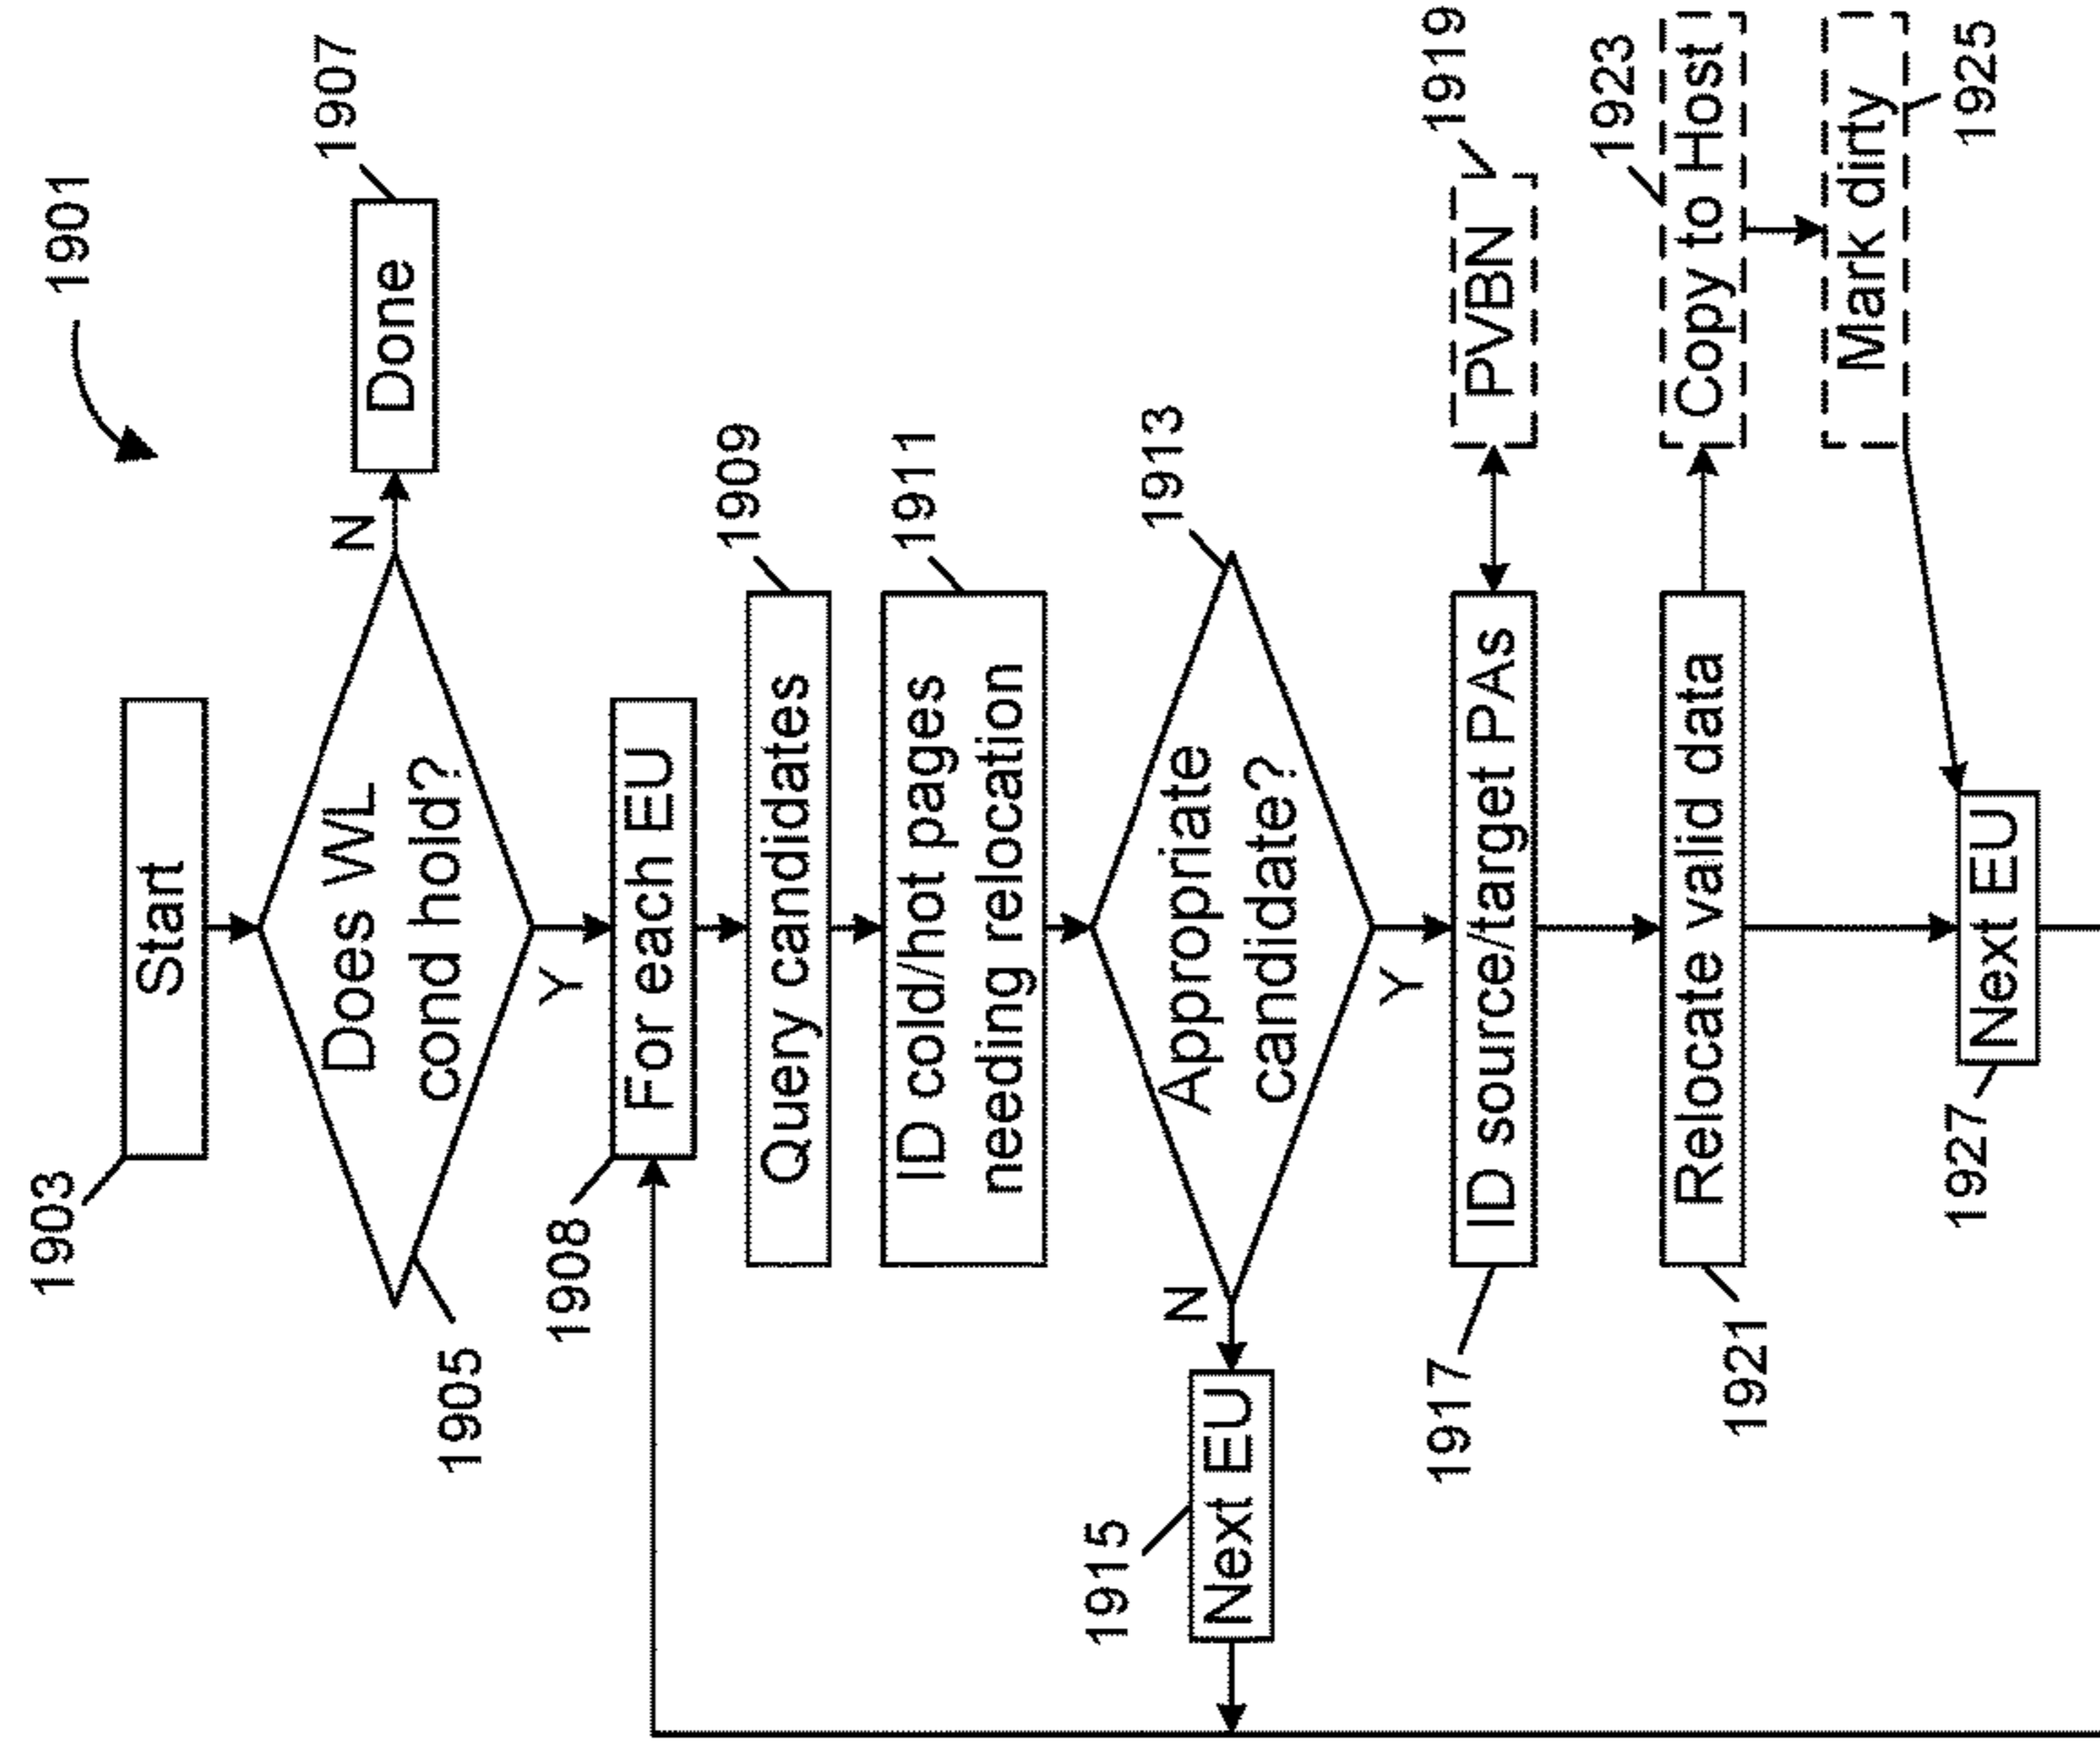 1901
1903
Start
1905
Does WL
cond hold?
N
1907
Done
Y
1908
For each EU
1909
Query candidates
1911
ID cold/hot pages
needing relocation
1913
Appropriate
candidate?
N
1915
Next EU
Y
1917
ID source/target PAs
1919
PVBN
1921
Relocate valid data
1923
Copy to Host
1925
Mark dirty
1927
Next EU